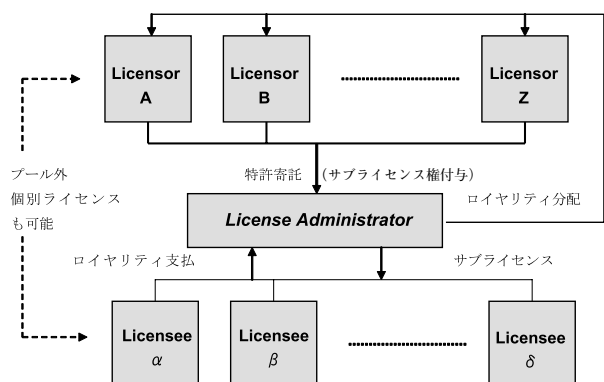 Licensor
A
Licensor
B
Licensor
Z
プール外
個別ライセンス
も可能
特許寄託 (サブライセンス権付与)
License Administrator
ロイヤリティ分配
ロイヤリティ支払
サブライセンス
Licensee
α
Licensee
β
Licensee
δ